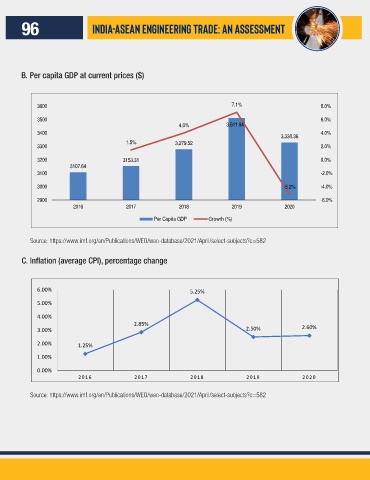 96
INDIA-ASEAN ENGINEERING TRADE: AN ASSESSMENT
B. Per capita GDP at current prices ($)
3600 7.1% 8.0%
3500 4.0% 3,511.94 6.0%
3400 3,330.36 4.0%
3300 1.5% 3,279.52 2.0%
3200 3153.31 0.0%
3100 3107.64 -2.0%
3000 -5.2% -4.0%
2900 -6.0%
2016 2017 2018 2019 2020
Per Capita GDP Growth (%)
Source: https://www.imf.org/en/Publications/WEO/weo-database/2021/April/select-subjects?c=582
C. Inflation (average CPI), percentage change
6.00%
5.00% 5.25%
4.00%
3.00% 2.85% 2.50% 2.60%
2.00% 1.25%
1.00%
0.00%
2016 2017 2018 2019 2020
Source: https://www.imf.org/en/Publications/WEO/weo-database/2021/April/select-subjects?c=582